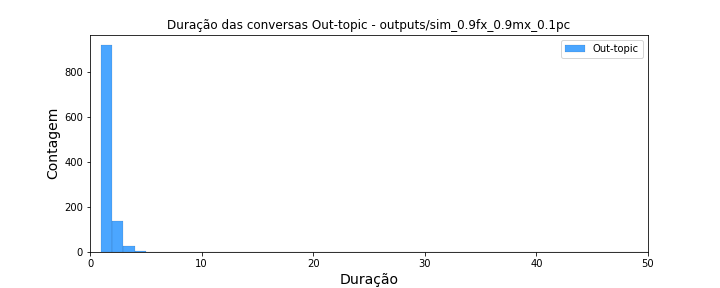 Duração das conversas Out-topic - outputs/sim_0.9fx_0.9mx_0.1pc
Out-topic
Contagem
800
600
400
200
0
0 10 20 30 40 50
Duração